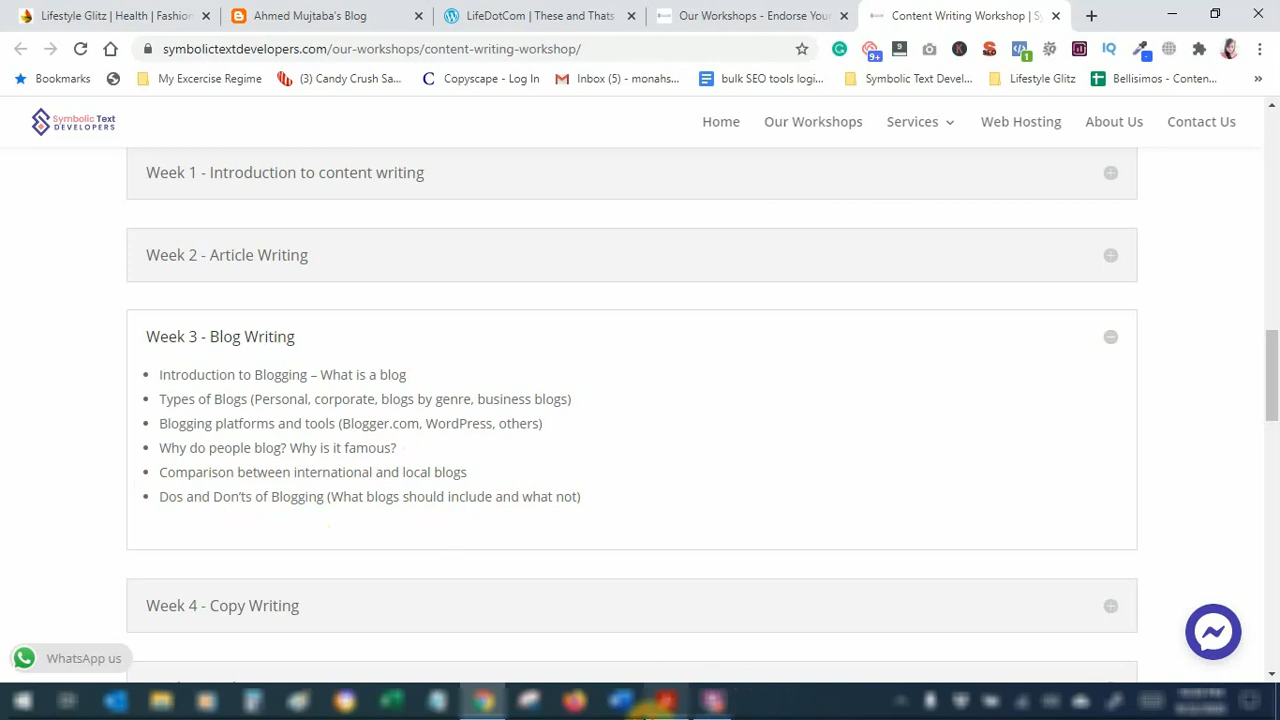 Lifestyle Glitz | Health | Fashion
Ahmed Mujtaba's Blog
LifeDotCom | These and Thats
Our Workshops - Endorse Your
Content Writing Workshop | Sy
symbolictextdevelopers.com/our-workshops/content-writing-workshop/
9+
9
1
Bookmarks
My Excercise Regime
(3) Candy Crush Sa...
Copyscape - Log In
Inbox (5) - monahs...
bulk SEO tools logi...
Symbolic Text Devel...
Lifestyle Glitz
Bellisimos - Conten...
Symbolic Text
DEVELOPERS
Home
Our Workshops
Services
Web Hosting
About Us
Contact Us
Week 1 - Introduction to content writing
Week 2 - Article Writing
Week 3 - Blog Writing
Introduction to Blogging – What is a blog
Types of Blogs (Personal, corporate, blogs by genre, business blogs)
Blogging platforms and tools (Blogger.com, WordPress, others)
Why do people blog? Why is it famous?
Comparison between international and local blogs
Dos and Don'ts of Blogging (What blogs should include and what not)
Week 4 - Copy Writing
WhatsApp us